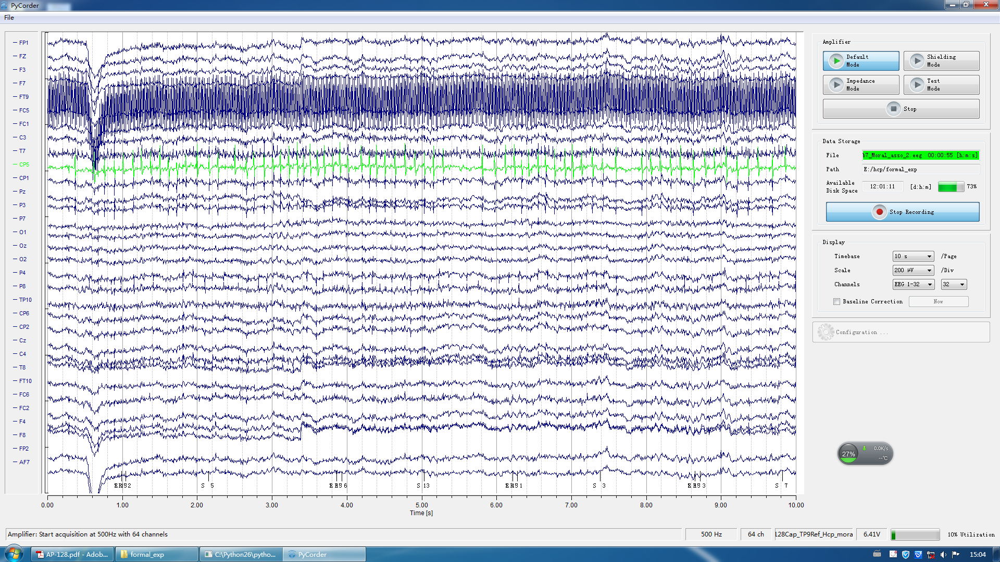 PyCorder
File
FP1
FZ
F3
F7
FT9
FC5
FC1
C3
T7
CP5
CP1
Pz
P3
P7
O1
Oz
O2
P4
P8
TP10
CP6
CP2
Cz
C4
T8
FT10
FC6
FC2
F4
F8
FP2
AF7
S 5
S 13
S 3
S 7
0.00 1.00 2.00 3.00 4.00 5.00 6.00 7.00 8.00 9.00 10.00
Time [s]
Amplifier
Default Mode
Shielding Mode
Impedance Mode
Test Mode
Stop
Data Storage
File b7_Moral_asso_2.eeg 00:00:55 [h:m:s]
Path E:/hcp/formal_exp
Available Disk Space 12:01:11 [d:h:m] 73%
Stop Recording
Display
Timebase 10 s /Page
Scale 200 µV /Div
Channels EEG 1-32 32
Baseline Correction Now
Configuration ...
27% 0.0K/s
--°C
Amplifier: Start acquisition at 500Hz with 64 channels 500 Hz 64 ch 128Cap_TP9Ref_Hcp_mora 6.41V 10% Utilization
AP-128.pdf - Adob... formal_exp C:\Python26\pytho... PyCorder 15:04